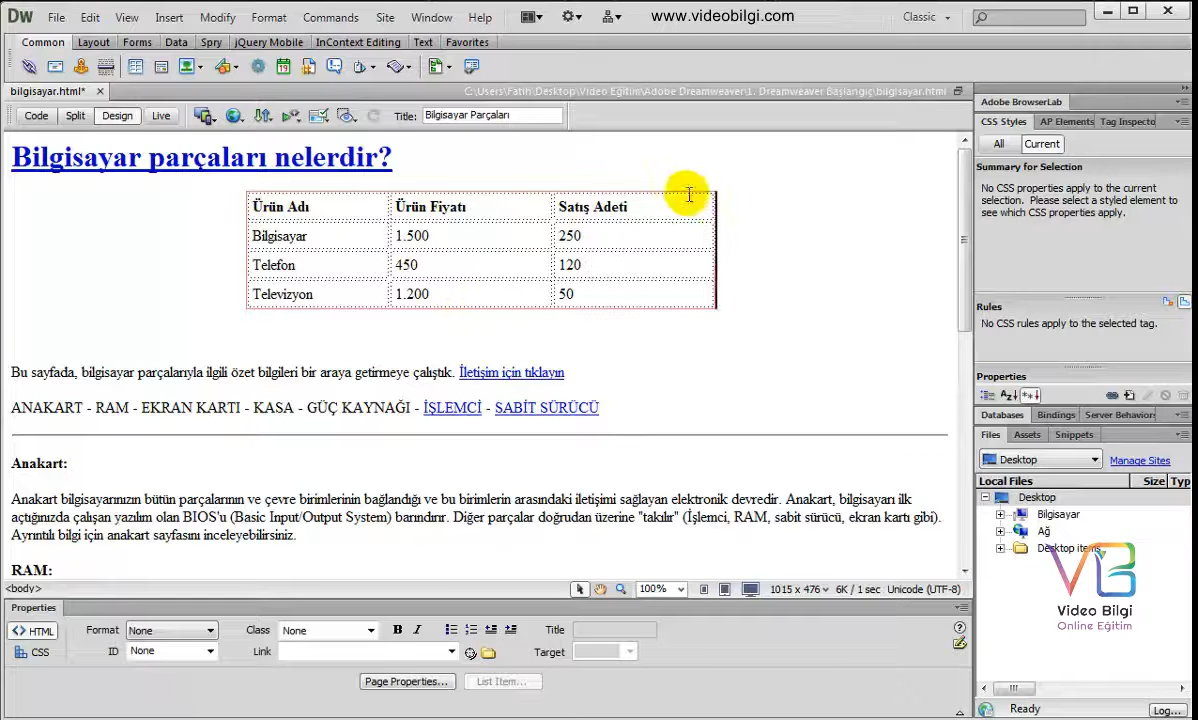 Dw File Edit View Insert Modify Format Commands Site Window Help www.videobilgi.com Classic
Common Layout Forms Data Spry jQuery Mobile InContext Editing Text Favorites
bilgisayar.html* C:\Users\Fatih\Desktop\Video Eğitim\Adobe Dreamweaver\1. Dreamweaver Başlangıç\bilgisayar.html
Code Split Design Live Title: Bilgisayar Parçaları
Bilgisayar parçaları nelerdir?
Ürün Adı Ürün Fiyatı Satış Adeti
Bilgisayar 1.500 250
Telefon 450 120
Televizyon 1.200 50
Bu sayfada, bilgisayar parçalarıyla ilgili özet bilgileri bir araya getirmeye çalıştık. İletişim için tıklayın
ANAKART - RAM - EKRAN KARTI - KASA - GÜÇ KAYNAĞI - İŞLEMCİ - SABİT SÜRÜCÜ
Anakart:
Anakart bilgisayarınızın bütün parçalarının ve çevre birimlerinin bağlandığı ve bu birimlerin arasındaki iletişimi sağlayan elektronik devredir. Anakart, bilgisayarı ilk
açtığınızda çalışan yazılım olan BIOS'u (Basic Input/Output System) barındırır. Diğer parçalar doğrudan üzerine "takılır" (İşlemci, RAM, sabit sürücü, ekran kartı gibi).
Ayrıntılı bilgi için anakart sayfasını inceleyebilirsiniz.
RAM:
<body> 100% 1015 x 476 6K / 1 sec Unicode (UTF-8)
Properties
HTML Format None Class None B I Title
CSS ID None Link Target
Page Properties... List Item...
Adobe BrowserLab
CSS Styles AP Elements Tag Inspecto
All Current
Summary for Selection
No CSS properties apply to the current
selection. Please select a styled element to
see which CSS properties apply.
Rules
No CSS rules apply to the selected tag.
Properties
Databases Bindings Server Behavior
Files Assets Snippets
Desktop Manage Sites
Local Files Size Typ
Desktop
Bilgisayar
Ağ
Desktop items
VB
Video Bilgi
Online Eğitim
Ready Log...